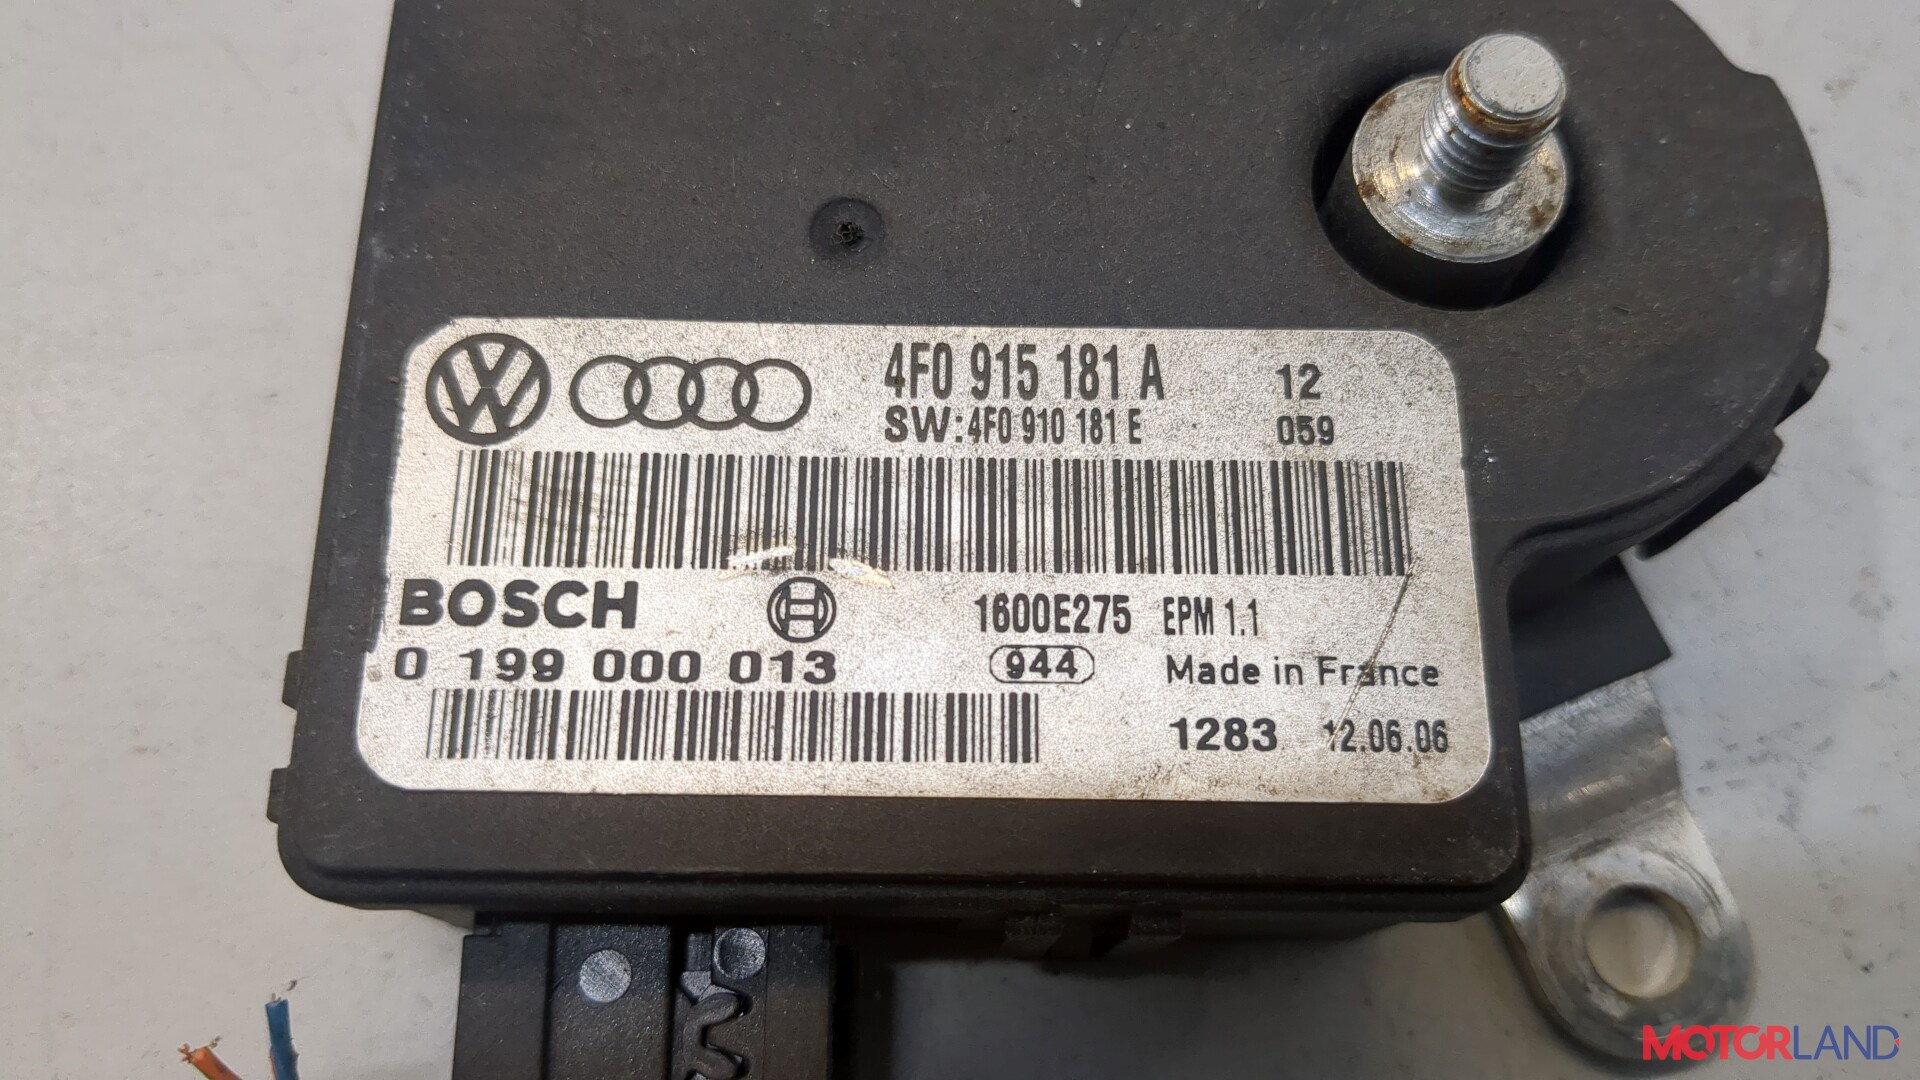 4F0 915 181 A 12
SW:4F0 910 181 E 059
BOSCH 1600E275 EPM 1.1
0 199 000 013 944 Made in France
1283 12.06.06
MOTORLAND